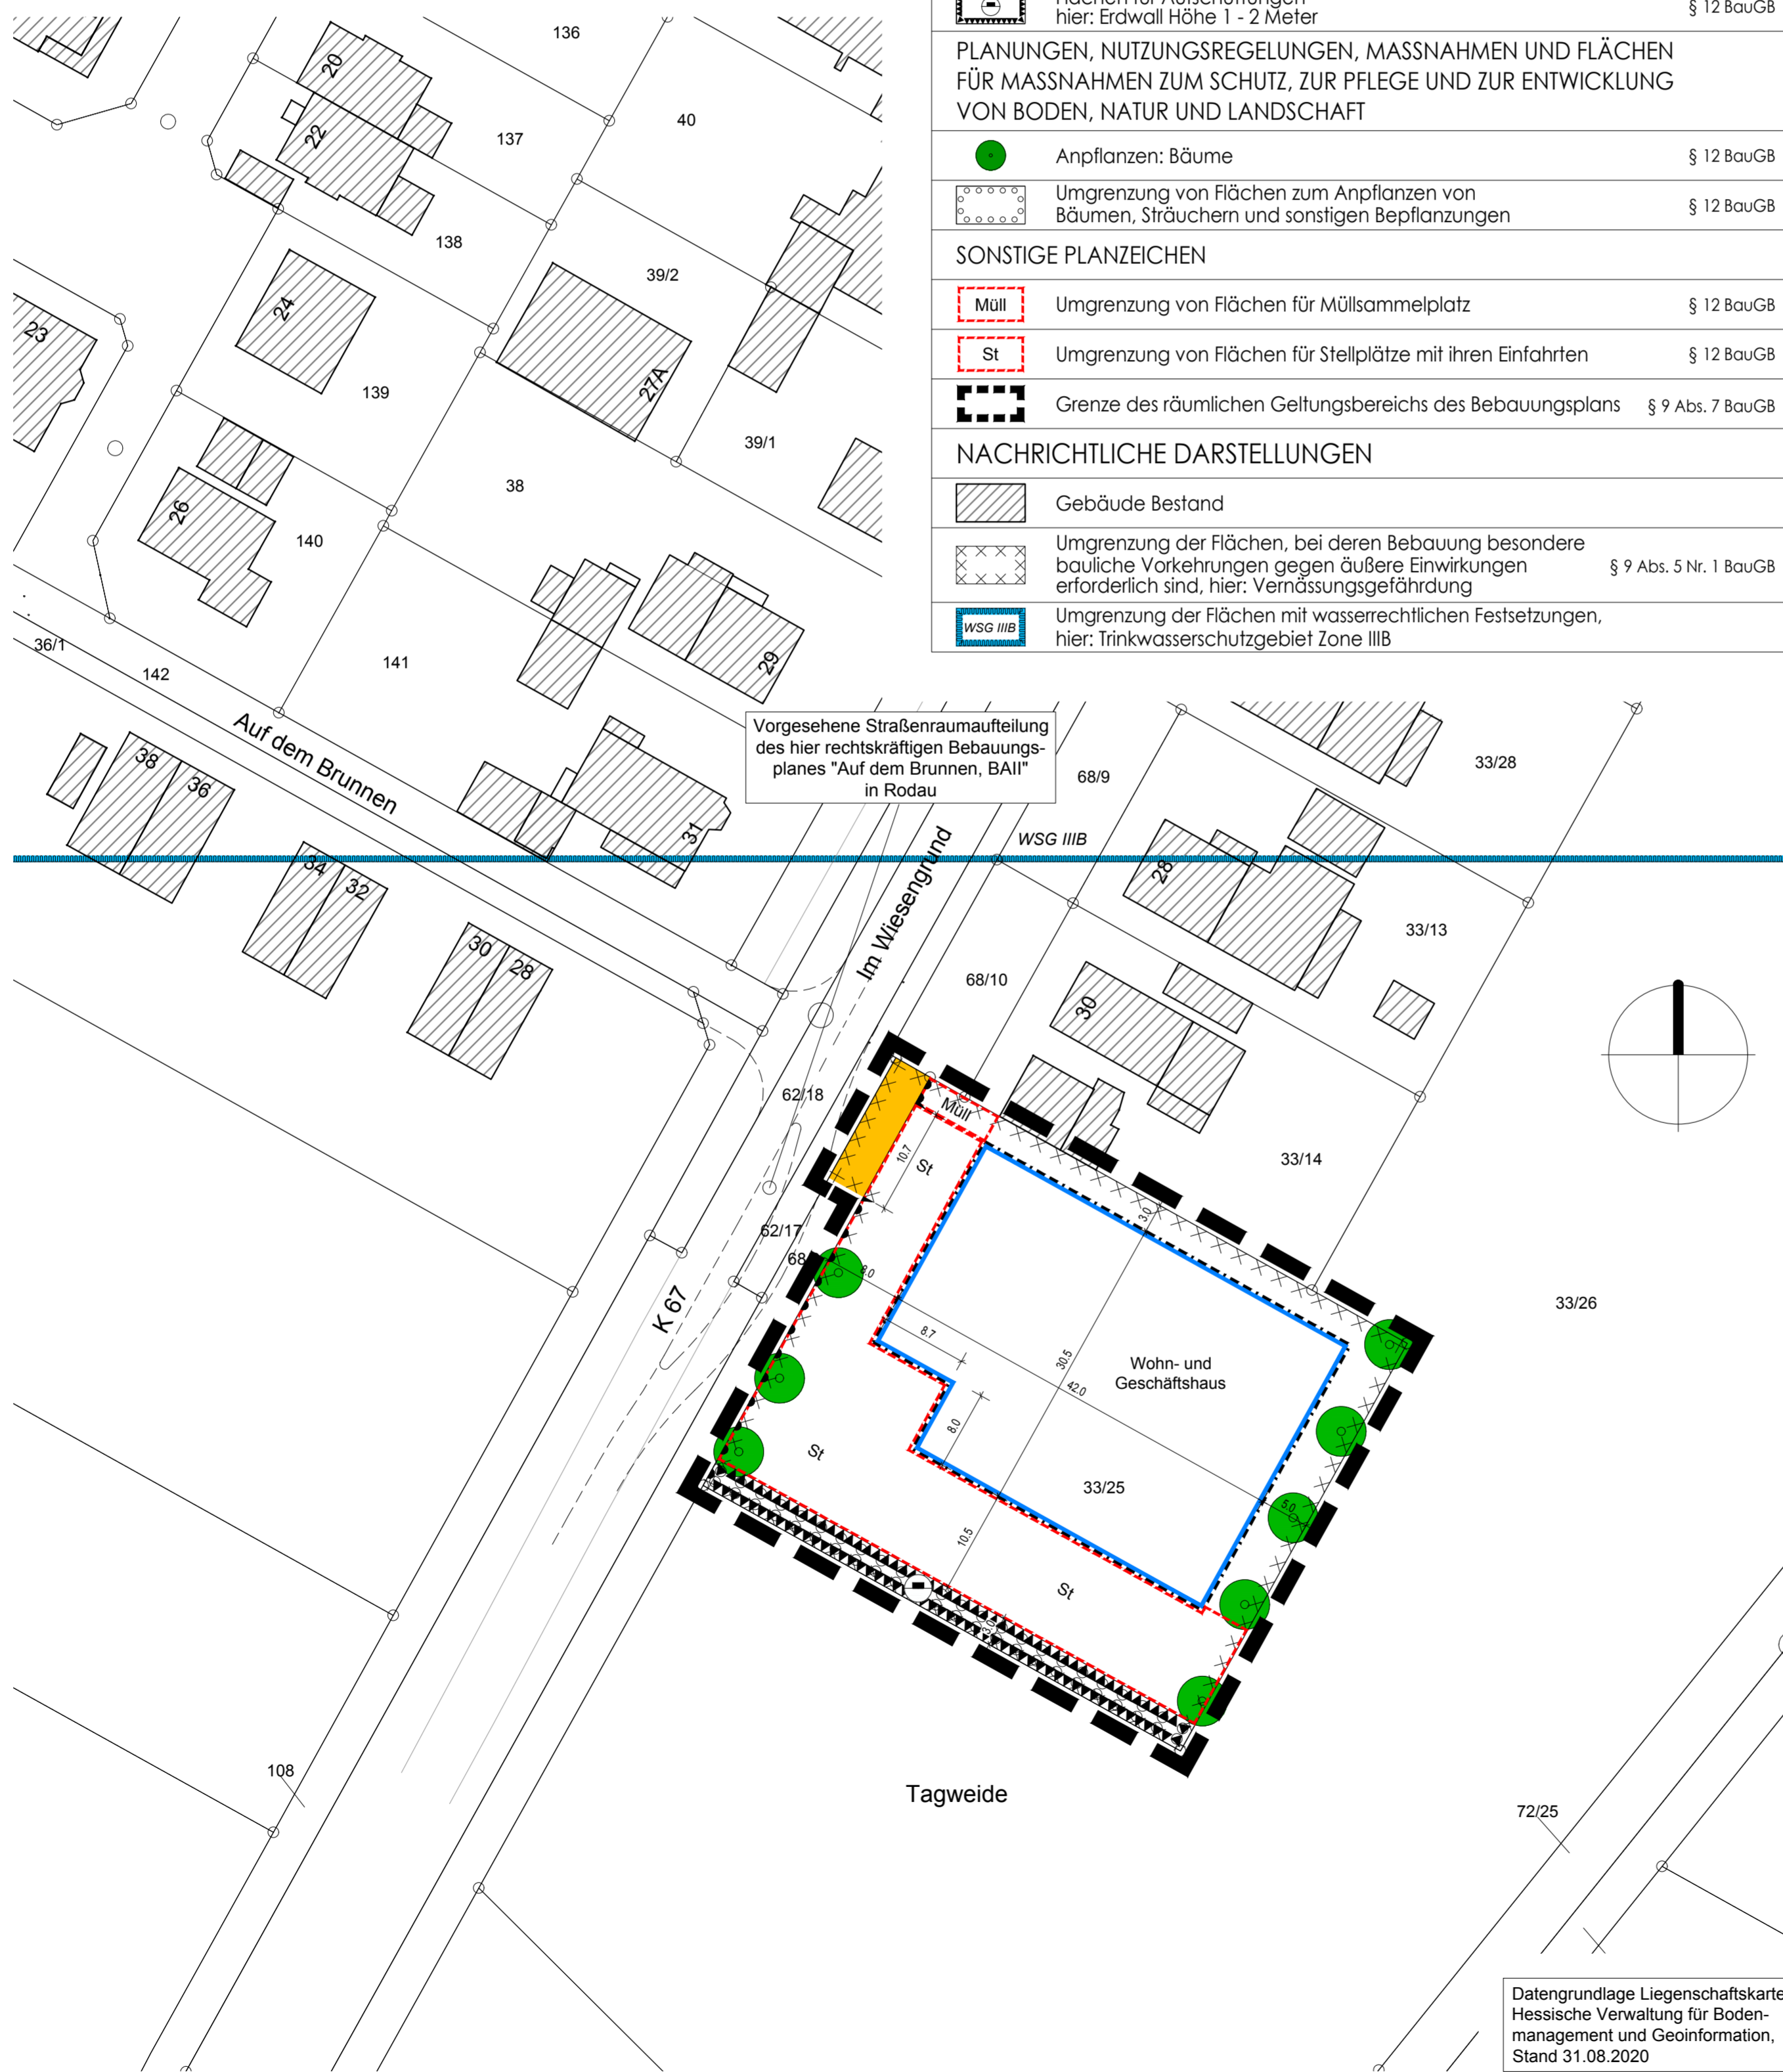 hier: Erdwall Höhe 1 - 2 Meter
§ 12 BauGB
PLANUNGEN, NUTZUNGSREGELUNGEN, MASSNAHMEN UND FLÄCHEN
FÜR MASSNAHMEN ZUM SCHUTZ, ZUR PFLEGE UND ZUR ENTWICKLUNG
VON BODEN, NATUR UND LANDSCHAFT
Anpflanzen: Bäume § 12 BauGB
Umgrenzung von Flächen zum Anpflanzen von
Bäumen, Sträuchern und sonstigen Bepflanzungen
§ 12 BauGB
SONSTIGE PLANZEICHEN
Müll Umgrenzung von Flächen für Müllsammelplatz § 12 BauGB
St Umgrenzung von Flächen für Stellplätze mit ihren Einfahrten § 12 BauGB
Grenze des räumlichen Geltungsbereichs des Bebauungsplans § 9 Abs. 7 BauGB
NACHRICHTLICHE DARSTELLUNGEN
Gebäude Bestand
Umgrenzung der Flächen, bei deren Bebauung besondere
bauliche Vorkehrungen gegen äußere Einwirkungen
erforderlich sind, hier: Vernässungsgefährdung
§ 9 Abs. 5 Nr. 1 BauGB
WSG IIIB
Umgrenzung der Flächen mit wasserrechtlichen Festsetzungen,
hier: Trinkwasserschutzgebiet Zone IIIB
136
20
40
137
22
138
39/2
24
23
139
27A
39/1
38
26
140
36/1
142
141
29
Auf dem Brunnen
38
36
34
32
30
28
31
Vorgesehene Straßenraumaufteilung
des hier rechtskräftigen Bebauungs-
planes "Auf dem Brunnen, BAII"
in Rodau
68/9
33/28
WSG IIIB
Im Wiesengrund
28
33/13
68/10
30
62/18
Müll
10.7
St
33/14
3.0
62/17
68
8.0
K 67
33/26
8.7
30.5
Wohn- und
Geschäftshaus
42.0
8.0
St
33/25
5.0
10.5
St
3.0
108
Tagweide
72/25
Datengrundlage Liegenschaftskarte
Hessische Verwaltung für Boden-
management und Geoinformation,
Stand 31.08.2020